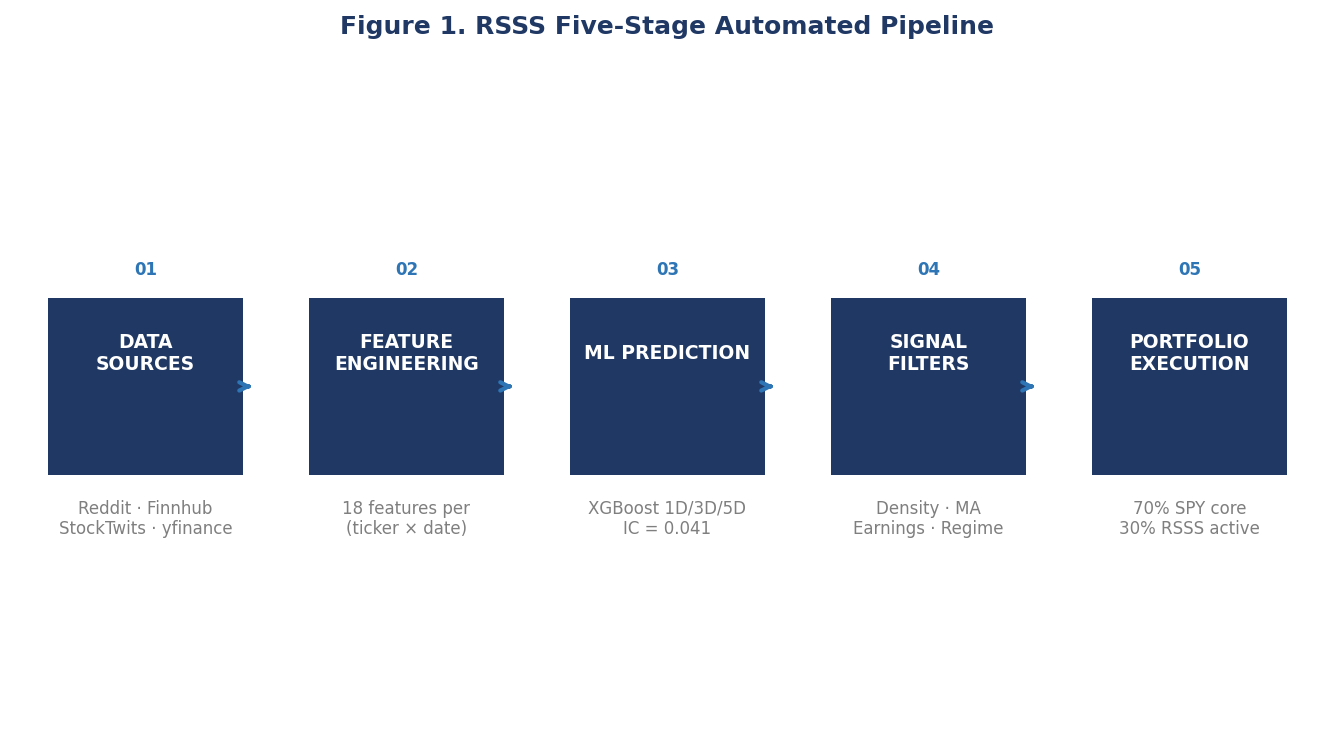 Figure 1. RSSS Five-Stage Automated Pipeline
01
02
03
04
05
DATA
SOURCES
FEATURE
ENGINEERING
ML PREDICTION
SIGNAL
FILTERS
PORTFOLIO
EXECUTION
Reddit · Finnhub
StockTwits · yfinance
18 features per
(ticker × date)
XGBoost 1D/3D/5D
IC = 0.041
Density · MA
Earnings · Regime
70% SPY core
30% RSSS active